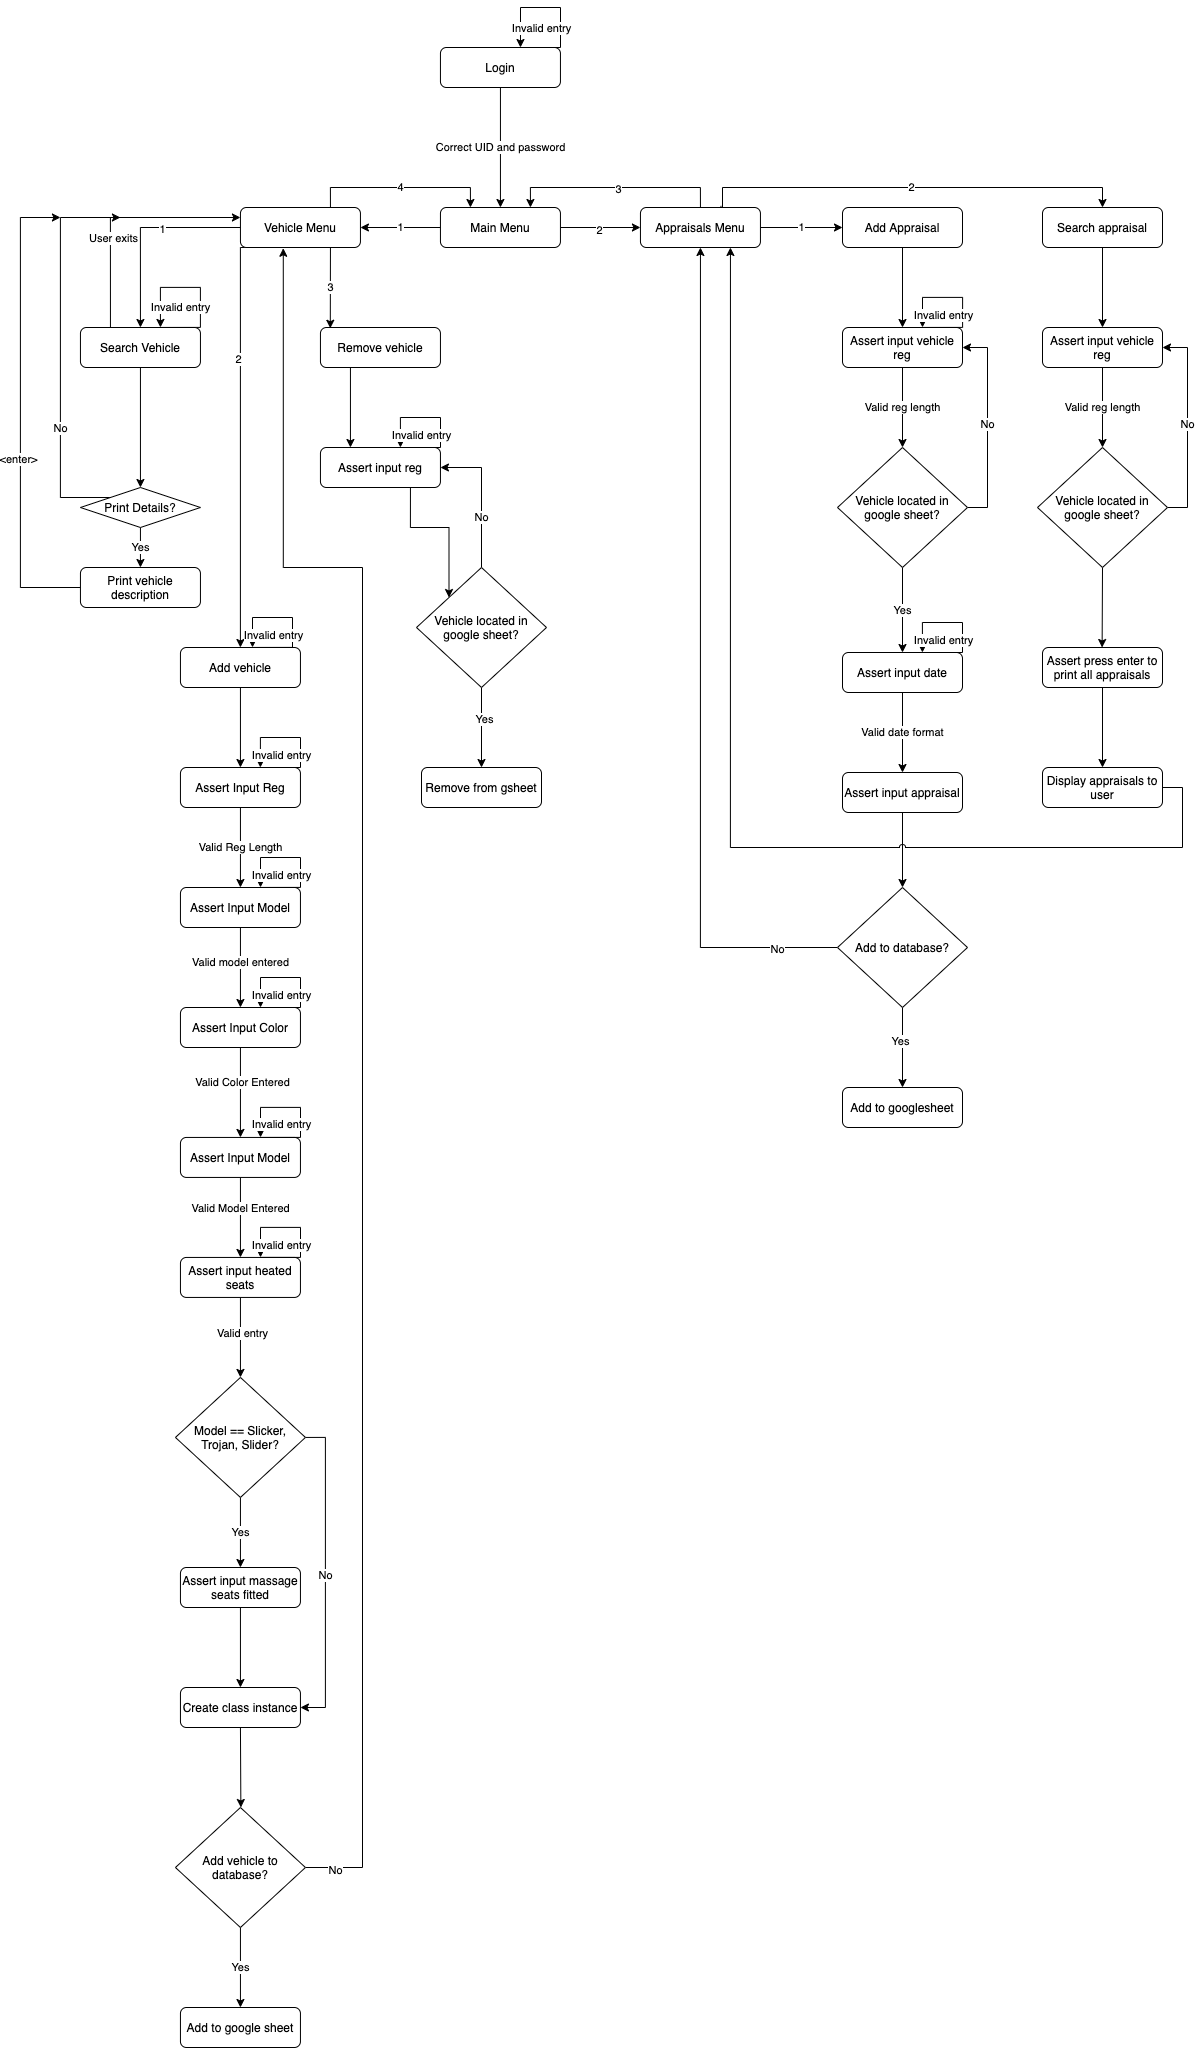 Invalid entry
Login
Correct UID and password
4
3
2
Vehicle Menu
1
Main Menu
2
Appraisals Menu
1
Add Appraisal
Search appraisal
User exits
1
3
Invalid entry
Invalid entry
Search Vehicle
2
Remove vehicle
Assert input vehicle
reg
Assert input vehicle
reg
Valid reg length
Valid reg length
No
Invalid entry
No
No
<enter>
Assert input reg
Print Details?
No
Vehicle located in
google sheet?
Vehicle located in
google sheet?
Yes
Print vehicle
description
Yes
Invalid entry
Vehicle located in
google sheet?
Invalid entry
Add vehicle
Assert input date
Assert press enter to
print all appraisals
Yes
Valid date format
Invalid entry
Assert Input Reg
Remove from gsheet
Assert input appraisal
Display appraisals to
user
Valid Reg Length
Invalid entry
Assert Input Model
No
Add to database?
Valid model entered
Invalid entry
Assert Input Color
Yes
Valid Color Entered
Add to googlesheet
Invalid entry
Assert Input Model
Valid Model Entered
Invalid entry
Assert input heated
seats
Valid entry
Model == Slicker,
Trojan, Slider?
Yes
No
Assert input massage
seats fitted
Create class instance
Add vehicle to
database?
No
Yes
Add to google sheet